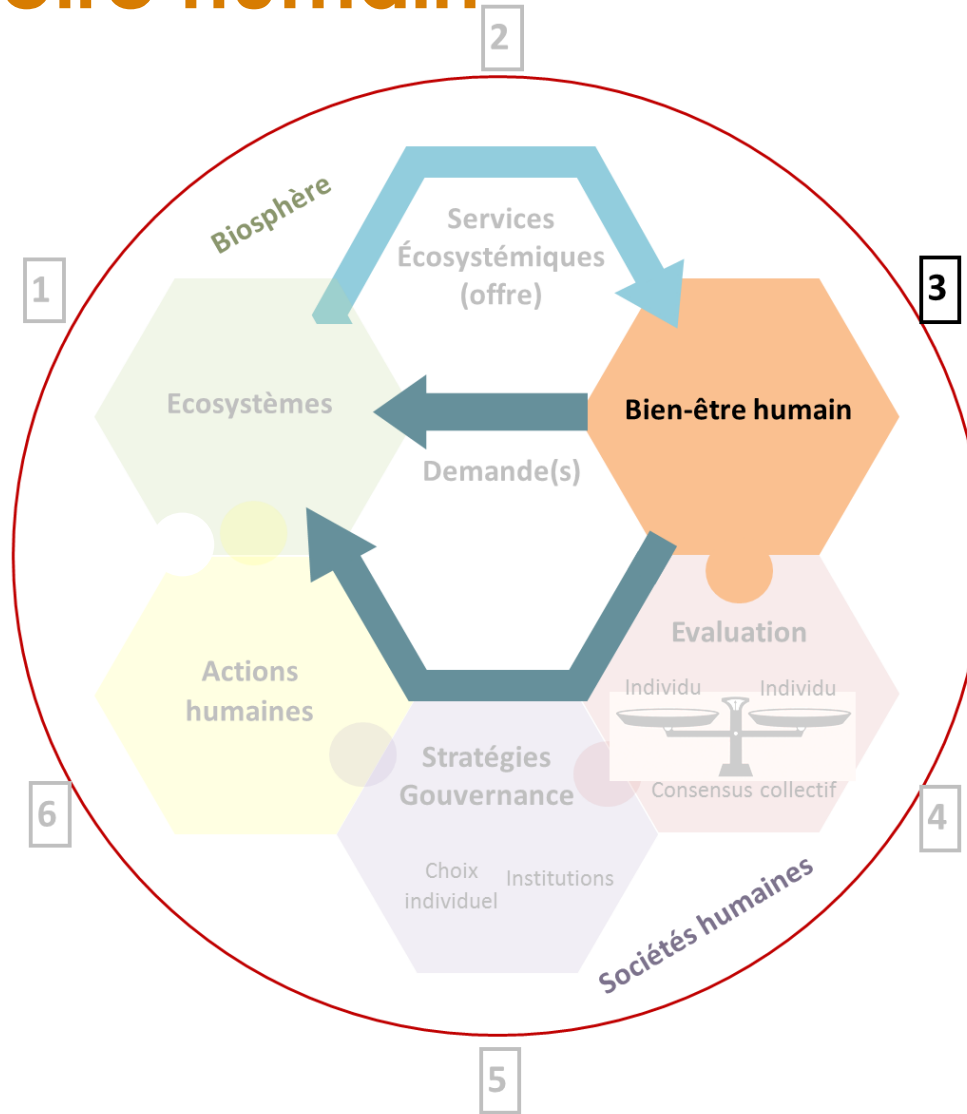 2
Biosphère
Services
Écosystémiques
(offre)
1
3
Ecosystèmes
Bien-être humain
Demande(s)
Evaluation
Individu
Individu
Actions
humaines
Stratégies
Gouvernance
Consensus collectif
6
4
Choix
individuel
Institutions
Sociétés humaines
5